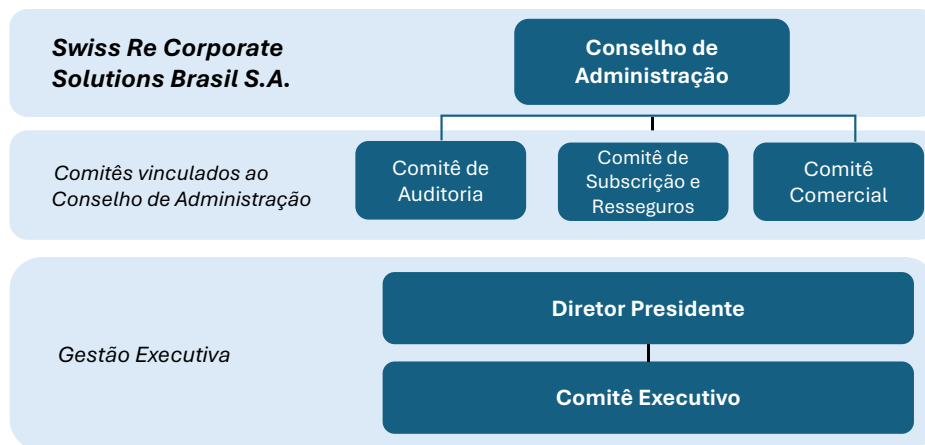 Swiss Re Corporate
Solutions Brasil S.A.
Conselho de
Administração
Comitês vinculados ao
Conselho de Administração
Comitê de
Auditoria
Comitê de
Subscrição e
Resseguros
Comitê
Comercial
Gestão Executiva
Diretor Presidente
Comitê Executivo